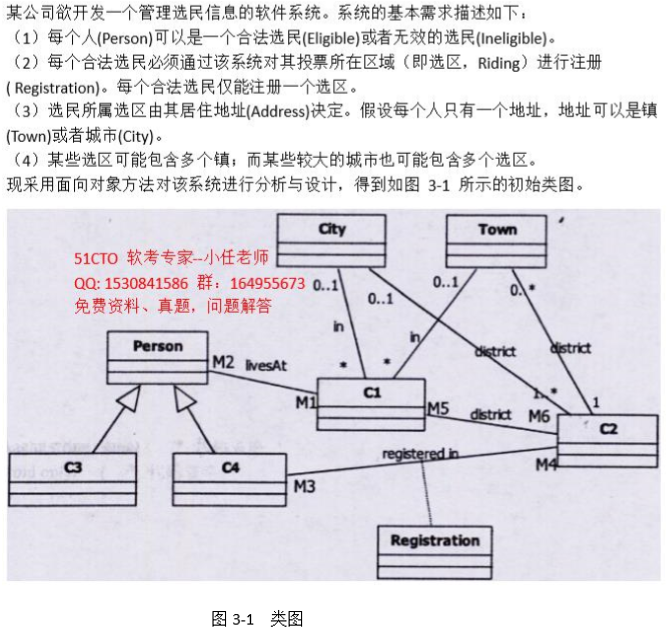 某公司欲开发一个管理选民信息的软件系统。系统的基本需求描述如下：
（1）每个人(Person)可以是一个合法选民(Eligible)或者无效的选民(Ineligible)。
（2）每个合法选民必须通过该系统对其投票所在区域（即选区，Riding）进行注册
( Registration)。每个合法选民仅能注册一个选区。
（3）选民所属选区由其居住地址(Address)决定。假设每个人只有一个地址，地址可以是镇
(Town)或者城市(City)。
（4）某些选区可能包含多个镇；而某些较大的城市也可能包含多个选区。
现采用面向对象方法对该系统进行分析与设计，得到如图 3-1 所示的初始类图。
City
Town
51CTO 软考专家--小任老师
QQ: 1530841586 群：164955673
免费资料、真题，问题解答
0..1
0..1
0..1
0..*
in
in
district
district
Person
M2
livesAt
*
*
1..*
1
M1
C1
M5
district
M6
C2
C3
C4
registered in
M3
M4
Registration
图 3-1 类图